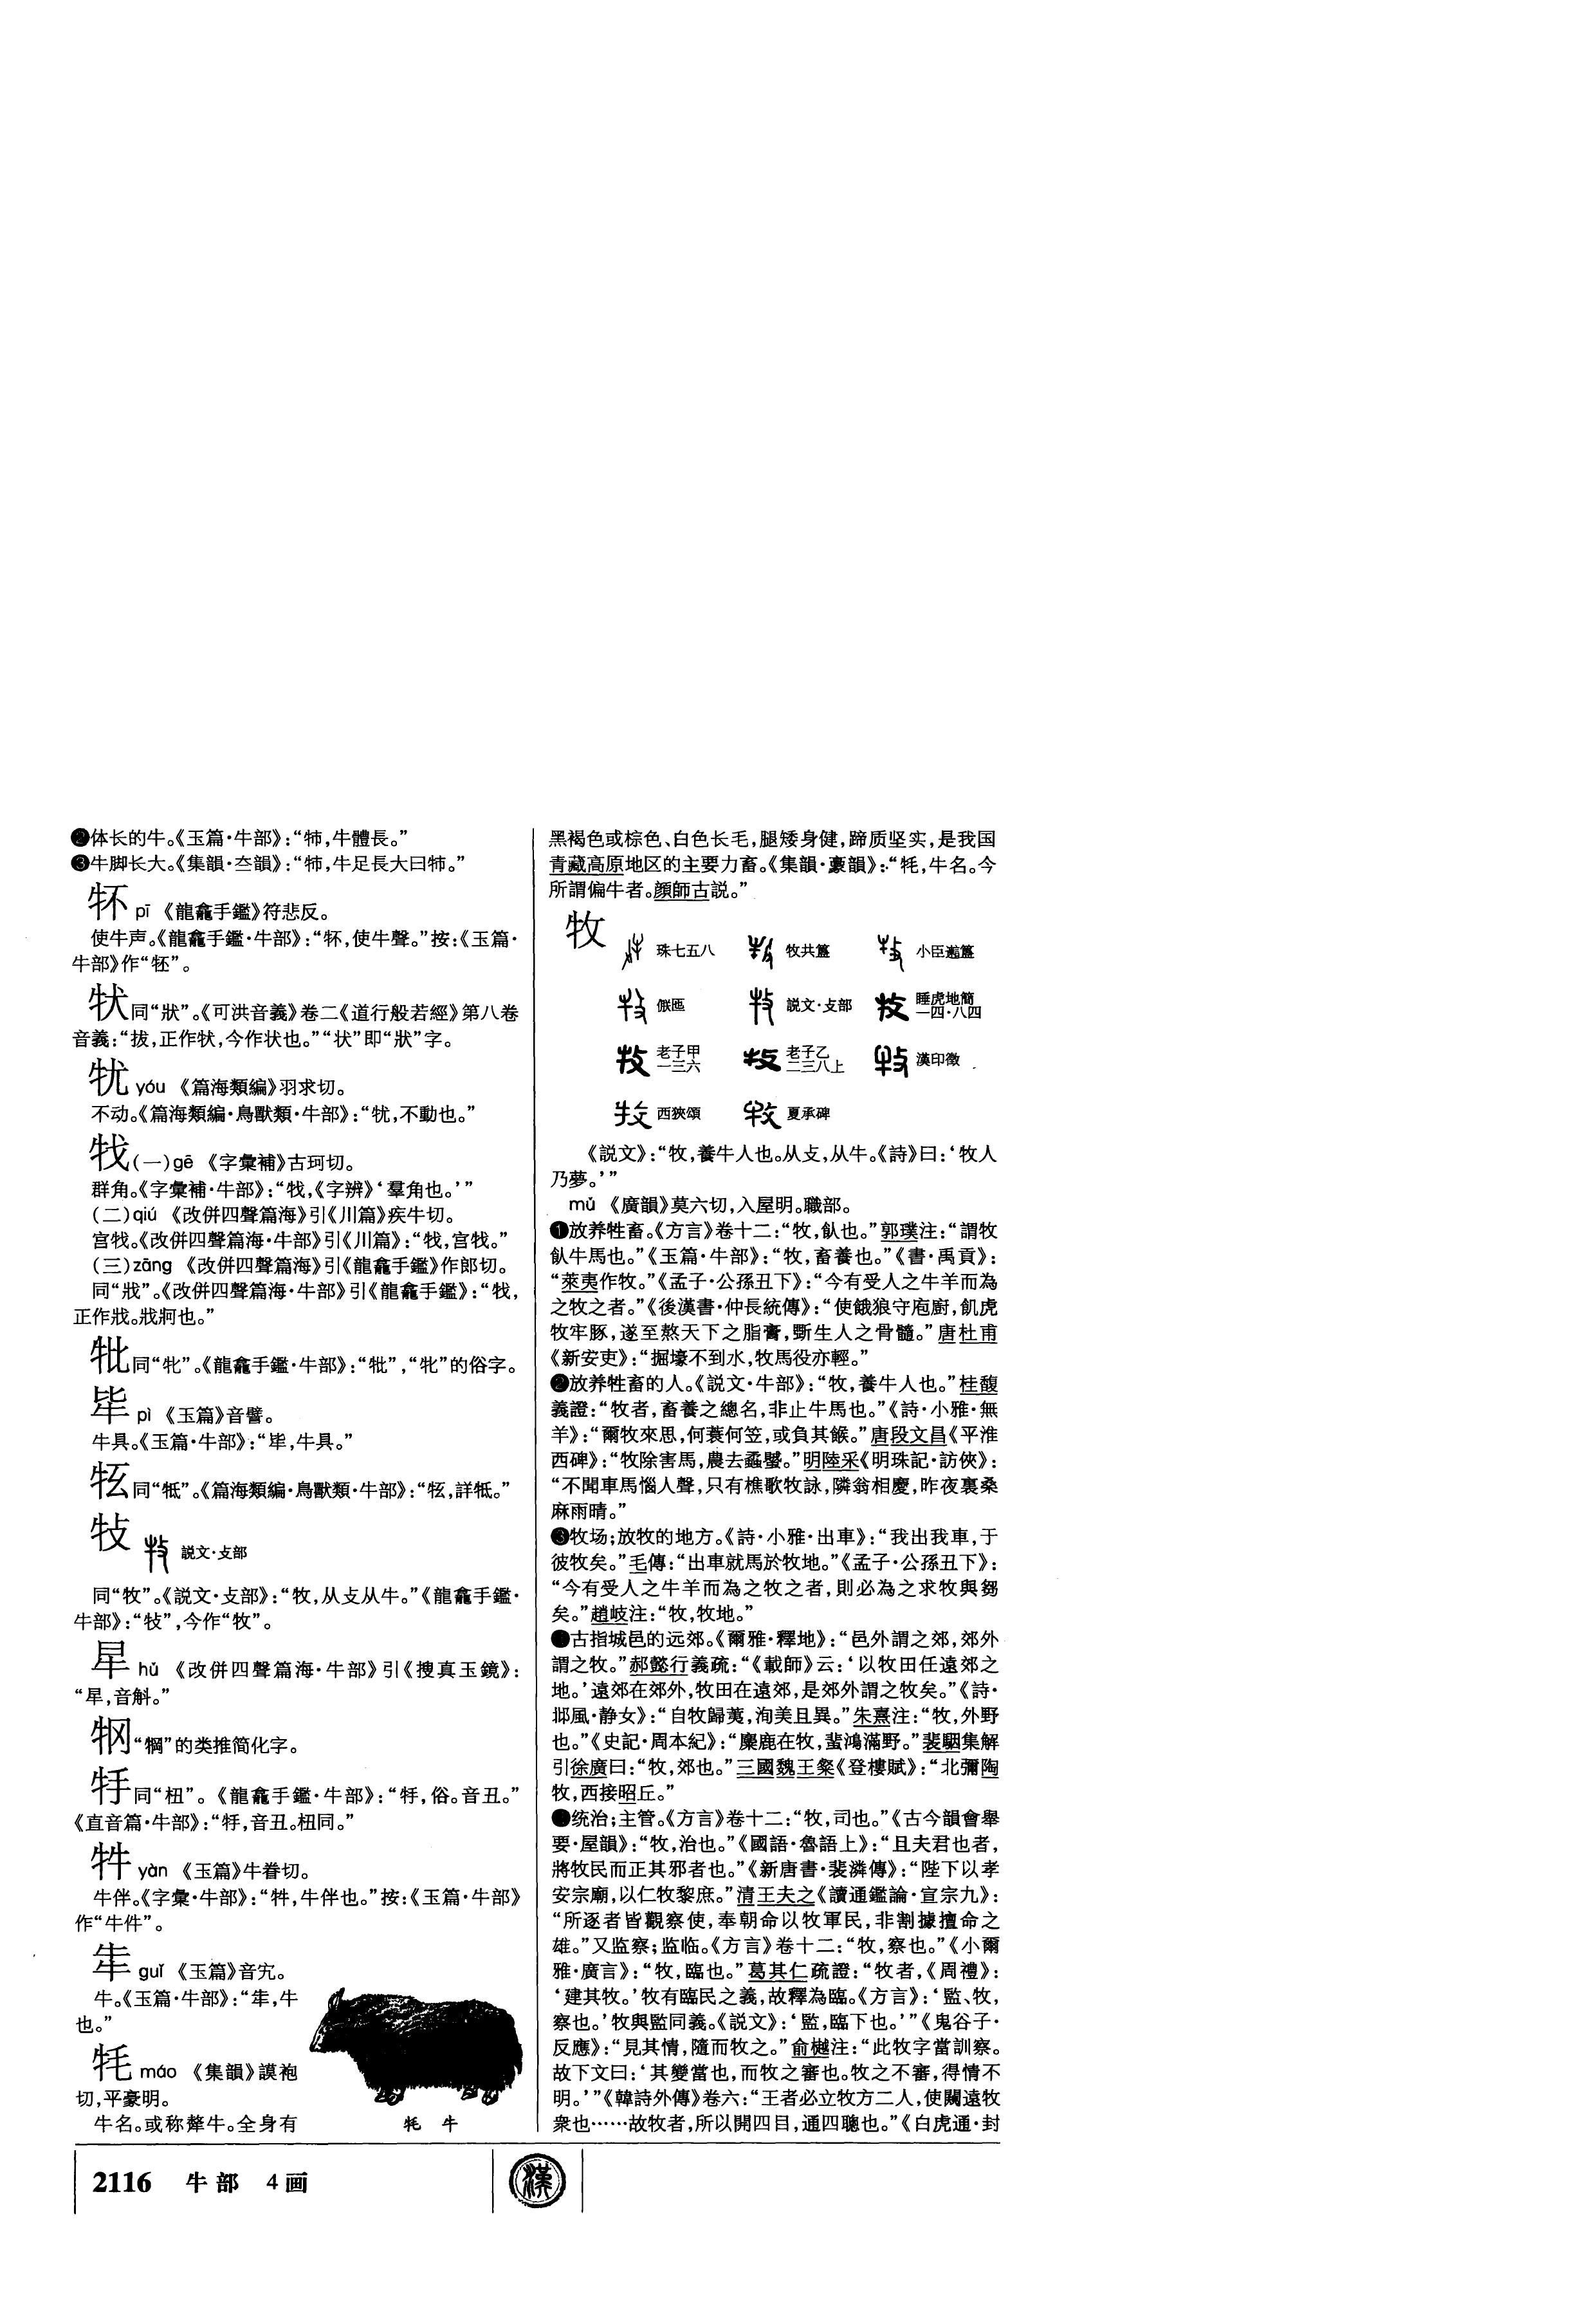 ❷体长的牛。《玉篇·牛部》：“㸬，牛體長。”
❸牛脚长大。《集韻·夳韻》：“㸬，牛足長大曰㸬。”
pī 《龍龕手鑑》符悲反。
使牛声。《龍龕手鑑·牛部》：“，使牛聲。”按：《玉篇·
牛部》作“”。
同“狀”。《可洪音義》卷二《道行般若經》第八卷
音義：“拔，正作，今作状也。”“状”即“狀”字。
yóu 《篇海類編》羽求切。
不动。《篇海類編·鳥獸類·牛部》：“，不動也。”
（一）gē 《字彙補》古珂切。
群角。《字彙補·牛部》：“，《字辨》‘羣角也。’”
（二）qiú 《改併四聲篇海》引《川篇》疾牛切。
宫。《改併四聲篇海·牛部》引《川篇》：“，宫。”
（三）zāng 《改併四聲篇海》引《龍龕手鑑》作郎切。
同“戕”。《改併四聲篇海·牛部》引《龍龕手鑑》：“，
正作戕。戕牁也。”
同“牝”。《龍龕手鑑·牛部》：“”，“牝”的俗字。
pì 《玉篇》音譬。
牛具。《玉篇·牛部》：“，牛具。”
同“牴”。《篇海類編·鳥獸類·牛部》：“，詳牴。”
説文·攴部
同“牧”。《説文·攴部》：“牧，从攴从牛。”《龍龕手鑑·
牛部》：“”，今作“牧”。
hǔ 《改併四聲篇海·牛部》引《搜真玉鏡》：
“，音斛。”
“犅”的类推简化字。
同“杻”。《龍龕手鑑·牛部》：“，俗。音丑。”
《直音篇·牛部》：“，音丑。杻同。”
yàn 《玉篇》牛眷切。
牛伴。《字彙·牛部》：“，牛伴也。”按：《玉篇·牛部》
作“牛件”。
guǐ 《玉篇》音宄。
牛。《玉篇·牛部》：“，牛
也。”
牦 máo 《集韻》謨袍
切，平豪明。
牛名。或称犛牛。全身有
牦 牛
黑褐色或棕色、白色长毛，腿矮身健，蹄质坚实，是我国
青藏高原地区的主要力畜。《集韻·豪韻》：“牦，牛名。今
所謂偏牛者。顔師古説。”
牧 珠七五八 牧共簋 小臣簋
匜 説文·攴部 睡虎地簡一四·八四
老子甲一三六 老子乙二三八上 漢印徵
西狹頌 夏承碑
《説文》：“牧，養牛人也。从攴，从牛。《詩》曰：‘牧人
乃夢。’”
mǔ 《廣韻》莫六切，入屋明。職部。
❶放养牲畜。《方言》卷十二：“牧，飤也。”郭璞注：“謂牧
飤牛馬也。”《玉篇·牛部》：“牧，畜養也。”《書·禹貢》：
“萊夷作牧。”《孟子·公孫丑下》：“今有受人之牛羊而為
之牧之者。”《後漢書·仲長統傳》：“使餓狼守庖廚，飢虎
牧牢豚，遂至熬天下之脂膏，斲生人之骨髓。”唐杜甫
《新安吏》：“掘壕不到水，牧馬役亦輕。”
❷放养牲畜的人。《説文·牛部》：“牧，養牛人也。”桂馥
義證：“牧者，畜養之總名，非止牛馬也。”《詩·小雅·無
羊》：“爾牧來思，何蓑何笠，或負其餱。”唐段文昌《平淮
西碑》：“牧除害馬，農去蟊蠥。”明陸采《明珠記·訪俠》：
“不聞車馬惱人聲，只有樵歌牧詠，隣翁相慶，昨夜裏桑
麻雨晴。”
❸牧场；放牧的地方。《詩·小雅·出車》：“我出我車，于
彼牧矣。”毛傳：“出車就馬於牧地。”《孟子·公孫丑下》：
“今有受人之牛羊而為之牧之者，則必為之求牧與芻
矣。”趙岐注：“牧，牧地。”
❹古指城邑的远郊。《爾雅·釋地》：“邑外謂之郊，郊外
謂之牧。”郝懿行義疏：“《載師》云：‘以牧田任遠郊之
地。’遠郊在郊外，牧田在遠郊，是郊外謂之牧矣。”《詩·
邶風·静女》：“自牧歸荑，洵美且異。”朱熹注：“牧，外野
也。”《史記·周本紀》：“麋鹿在牧，蜚鴻滿野。”裴駰集解
引徐廣曰：“牧，郊也。”三國魏王粲《登樓賦》：“北彌陶
牧，西接昭丘。”
❺统治；主管。《方言》卷十二：“牧，司也。”《古今韻會舉
要·屋韻》：“牧，治也。”《國語·魯語上》：“且夫君也者，
將牧民而正其邪者也。”《新唐書·裴潾傳》：“陛下以孝
安宗廟，以仁牧黎庶。”清王夫之《讀通鑑論·宣宗九》：
“所逐者皆觀察使，奉朝命以牧軍民，非割據擅命之
雄。”又监察；监临。《方言》卷十二：“牧，察也。”《小爾
雅·廣言》：“牧，臨也。”葛其仁疏證：“牧者，《周禮》：
‘建其牧。’牧有臨民之義，故釋為臨。《方言》：‘監、牧，
察也。’牧與監同義。《説文》：‘監，臨下也。’”《鬼谷子·
反應》：“見其情，隨而牧之。”俞樾注：“此牧字當訓察。
故下文曰：‘其變當也，而牧之審也。牧之不審，得情不
明。’”《韓詩外傳》卷六：“王者必立牧方二人，使闚遠牧
衆也……故牧者，所以開四目，通四聰也。”《白虎通·封
2116 牛部 4画
漢